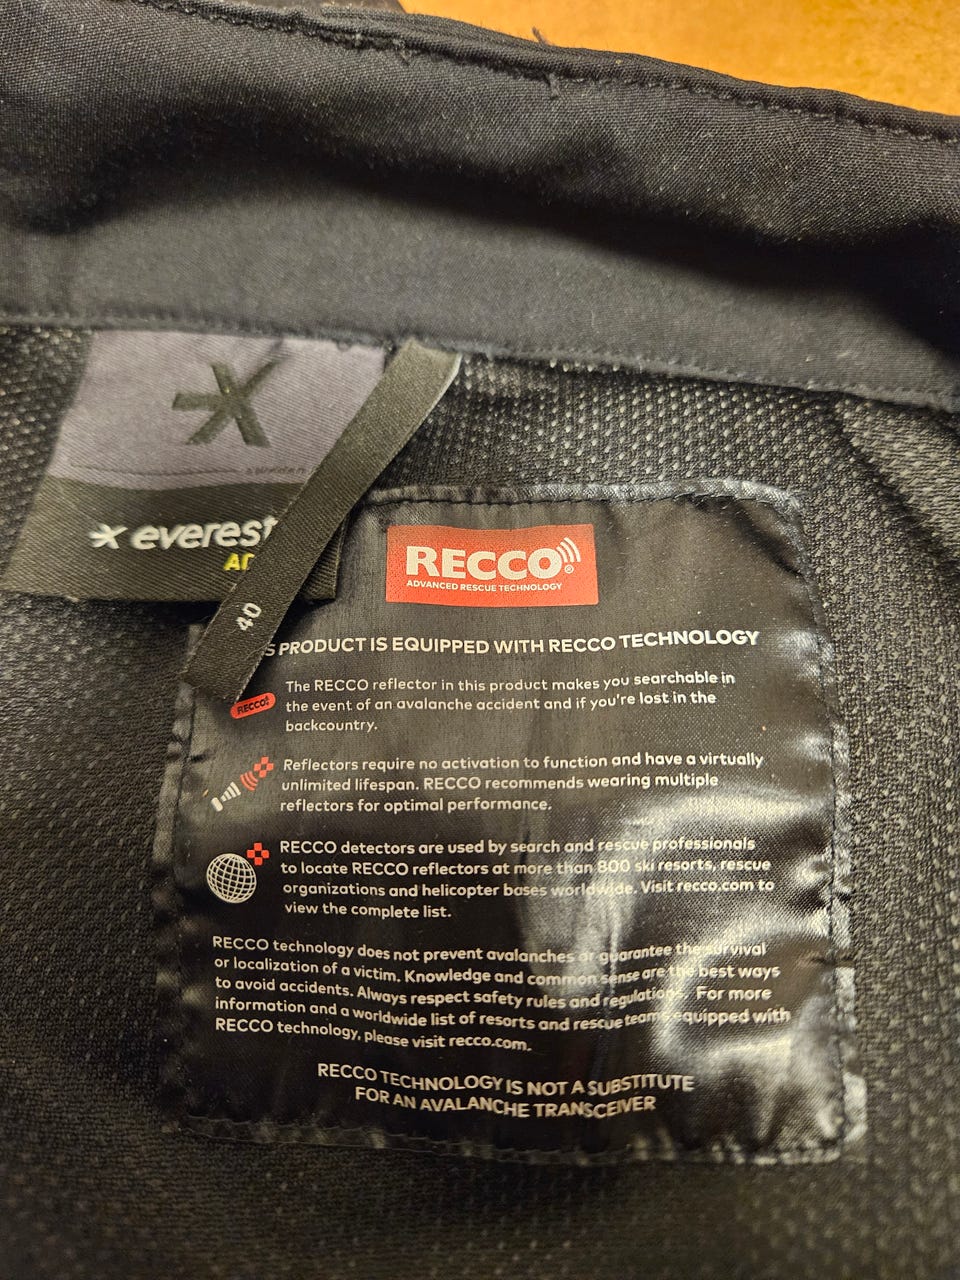 sweden
everest
AD
40
RECCO®
ADVANCED RESCUE TECHNOLOGY
S PRODUCT IS EQUIPPED WITH RECCO TECHNOLOGY
RECCO®
The RECCO reflector in this product makes you searchable in
the event of an avalanche accident and if you're lost in the
backcountry.
Reflectors require no activation to function and have a virtually
unlimited lifespan. RECCO recommends wearing multiple
reflectors for optimal performance.
RECCO detectors are used by search and rescue professionals
to locate RECCO reflectors at more than 800 ski resorts, rescue
organizations and helicopter bases worldwide. Visit recco.com to
view the complete list.
RECCO technology does not prevent avalanches or guarantee the survival
or localization of a victim. Knowledge and common sense are the best ways
to avoid accidents. Always respect safety rules and regulations. For more
information and a worldwide list of resorts and rescue teams equipped with
RECCO technology, please visit recco.com.
RECCO TECHNOLOGY IS NOT A SUBSTITUTE
FOR AN AVALANCHE TRANSCEIVER